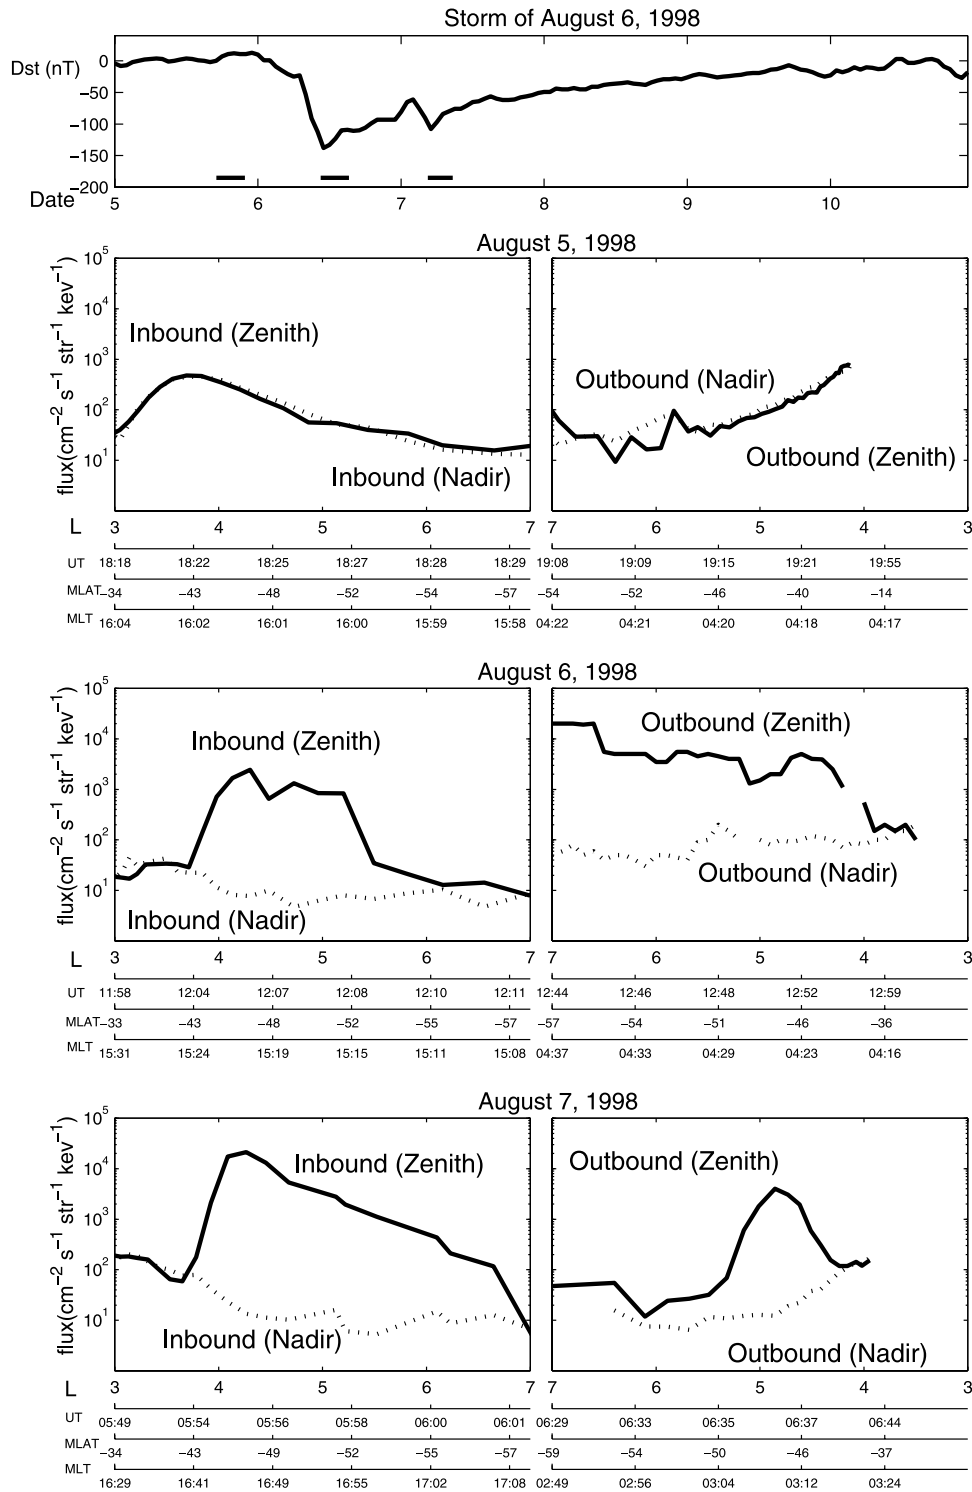 Storm of August 6, 1998
Dst (nT)
0
−50
−100
−150
−200
Date
5 6 7 8 9 10
August 5, 1998
flux(cm⁻² s⁻¹ str⁻¹ kev⁻¹)
10⁵
10⁴
10³
10²
10¹
Inbound (Zenith)
Inbound (Nadir)
Outbound (Nadir)
Outbound (Zenith)
L 3 4 5 6 7 7 6 5 4 3
UT 18:18 18:22 18:25 18:27 18:28 18:29 19:08 19:09 19:15 19:21 19:55
MLAT −34 −43 −48 −52 −54 −57 −54 −52 −46 −40 −14
MLT 16:04 16:02 16:01 16:00 15:59 15:58 04:22 04:21 04:20 04:18 04:17
August 6, 1998
flux(cm⁻² s⁻¹ str⁻¹ kev⁻¹)
10⁵
10⁴
10³
10²
10¹
Inbound (Zenith)
Inbound (Nadir)
Outbound (Zenith)
Outbound (Nadir)
L 3 4 5 6 7 7 6 5 4 3
UT 11:58 12:04 12:07 12:08 12:10 12:11 12:44 12:46 12:48 12:52 12:59
MLAT −33 −43 −48 −52 −55 −57 −57 −54 −51 −46 −36
MLT 15:31 15:24 15:19 15:15 15:11 15:08 04:37 04:33 04:29 04:23 04:16
August 7, 1998
flux(cm⁻² s⁻¹ str⁻¹ kev⁻¹)
10⁵
10⁴
10³
10²
10¹
Inbound (Zenith)
Inbound (Nadir)
Outbound (Zenith)
Outbound (Nadir)
L 3 4 5 6 7 7 6 5 4 3
UT 05:49 05:54 05:56 05:58 06:00 06:01 06:29 06:33 06:35 06:37 06:44
MLAT −34 −43 −49 −52 −55 −57 −59 −54 −50 −46 −37
MLT 16:29 16:41 16:49 16:55 17:02 17:08 02:49 02:56 03:04 03:12 03:24